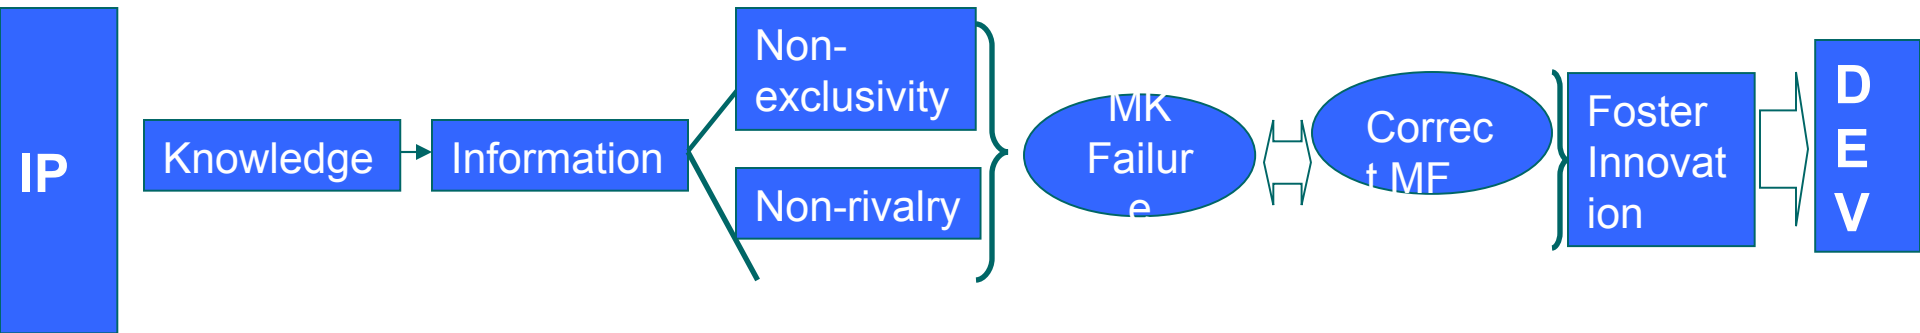 IP
Knowledge
Information
Non-
exclusivity
Non-rivalry
MK
Failur
e
Correc
t MF
Foster
Innovat
ion
D
E
V